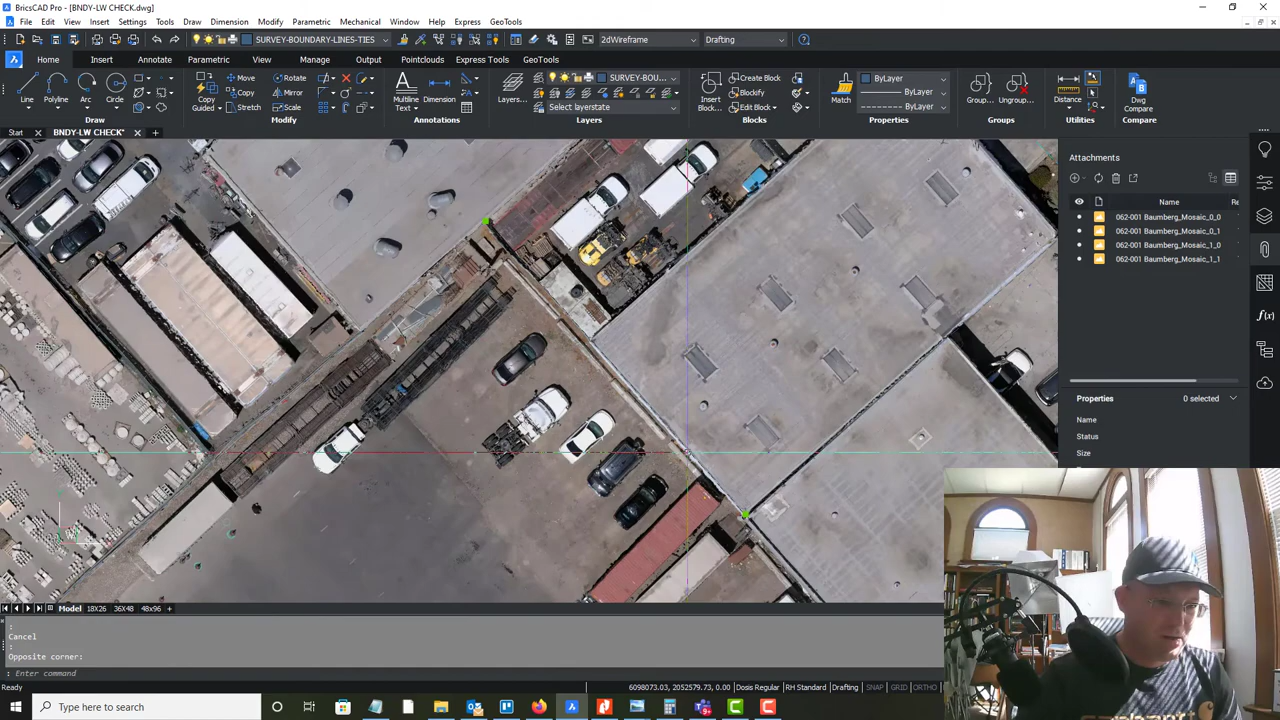 BricsCAD Pro - [BNDY-LW CHECK.dwg]
File Edit View Insert Settings Tools Draw Dimension Modify Parametric Mechanical Window Help Express GeoTools
SURVEY-BOUNDARY-LINES-TIES 2dWireframe Drafting
Home Insert Annotate Parametric View Manage Output Pointclouds Express Tools GeoTools
Line Polyline Arc Circle
Draw
Copy Guided Move Copy Stretch Rotate Mirror Scale
Modify
Multiline Text Dimension
Annotations
Layers... SURVEY-BOU... Select layerstate
Layers
Insert Block... Create Block Blockify Edit Block
Blocks
Match ByLayer ByLayer ByLayer
Properties
Group... Ungroup...
Groups
Distance
Utilities
Dwg Compare
Compare
Start BNDY-LW CHECK*
Attachments
Name Re
062-001 Baumberg_Mosaic_0_0
062-001 Baumberg_Mosaic_0_1
062-001 Baumberg_Mosaic_1_0
062-001 Baumberg_Mosaic_1_1
Properties 0 selected
Name
Status
Size
W
Model 18X26 36X48 48x96
:
Cancel
:
Opposite corner:
: Enter command
Ready 6098073.03, 2052579.73, 0.00 Dosis Regular RH Standard Drafting SNAP GRID ORTHO
Type here to search